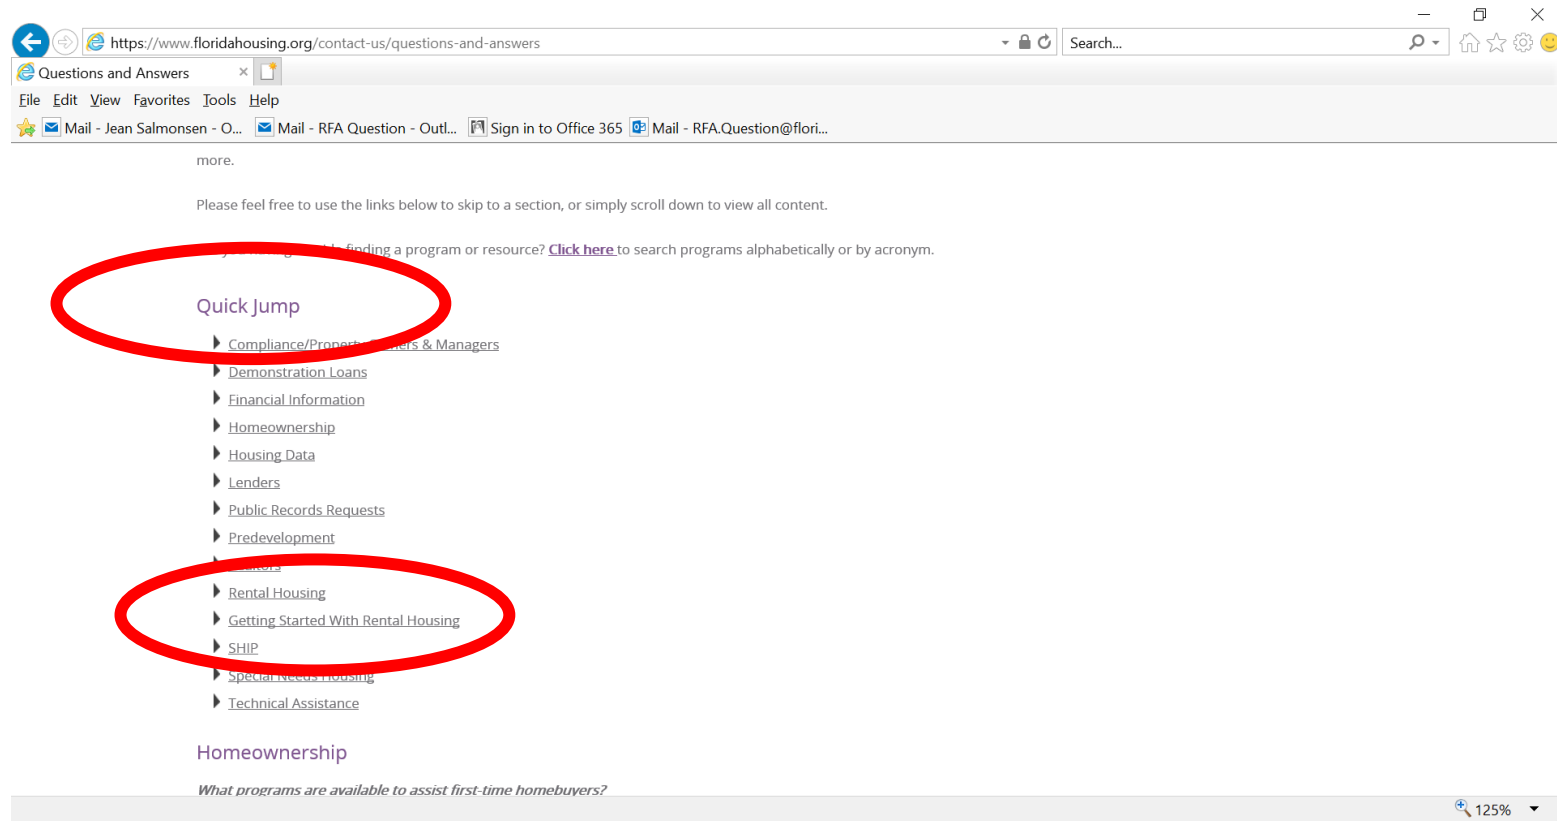 https://www.floridahousing.org/contact-us/questions-and-answers
Search...
Questions and Answers
File Edit View Favorites Tools Help
Mail - Jean Salmonsen - O... Mail - RFA Question - Outl... Sign in to Office 365 Mail - RFA.Question@flori...
more.
Please feel free to use the links below to skip to a section, or simply scroll down to view all content.
finding a program or resource? Click here to search programs alphabetically or by acronym.
Quick Jump
Compliance/Property Owners & Managers
Demonstration Loans
Financial Information
Homeownership
Housing Data
Lenders
Public Records Requests
Predevelopment
Rental Housing
Getting Started With Rental Housing
SHIP
Special Needs Housing
Technical Assistance
Homeownership
What programs are available to assist first-time homebuyers?
125%